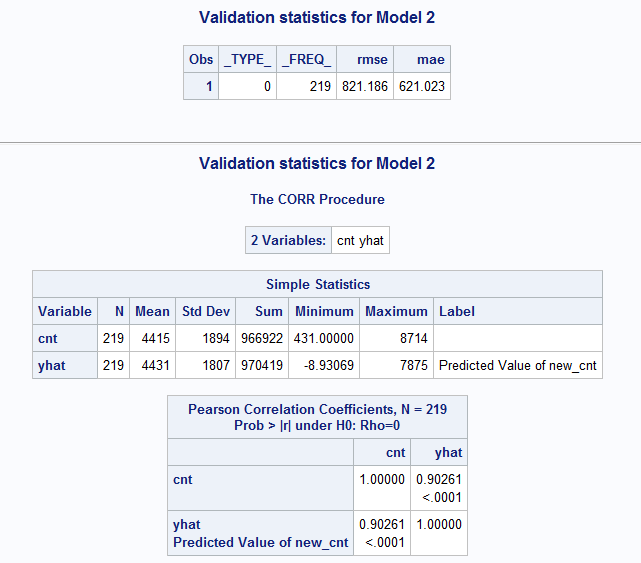 Validation statistics for Model 2
Obs _TYPE_ _FREQ_ rmse mae
1 0 219 821.186 621.023
Validation statistics for Model 2
The CORR Procedure
2 Variables: cnt yhat
Simple Statistics
Variable N Mean Std Dev Sum Minimum Maximum Label
cnt 219 4415 1894 966922 431.00000 8714
yhat 219 4431 1807 970419 -8.93069 7875 Predicted Value of new_cnt
Pearson Correlation Coefficients, N = 219
Prob > |r| under H0: Rho=0
cnt yhat
cnt 1.00000 0.90261
<.0001
yhat 0.90261 1.00000
Predicted Value of new_cnt <.0001